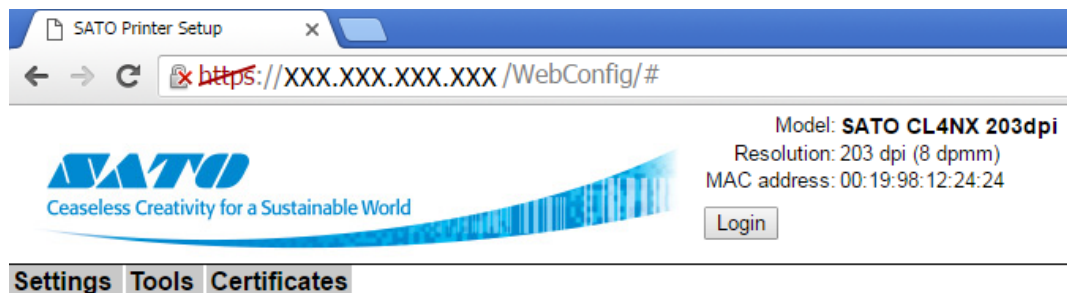 SATO Printer Setup
https://XXX.XXX.XXX.XXX/WebConfig/#
Model: SATO CL4NX 203dpi
Resolution: 203 dpi (8 dpmm)
MAC address: 00:19:98:12:24:24
SATO
Ceaseless Creativity for a Sustainable World
Login
Settings Tools Certificates